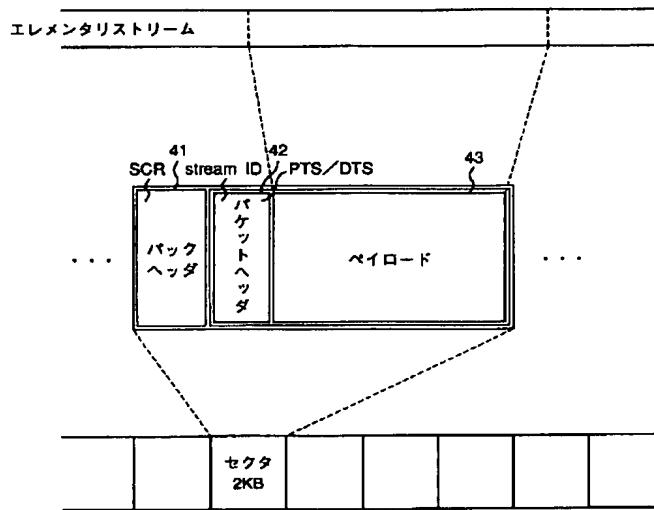 エレメンタリストリーム
41 42 43
SCR stream ID PTS/DTS
パック
ヘッダ
パケットヘッダ
ペイロード
・・・ ・・・
セクタ
2KB